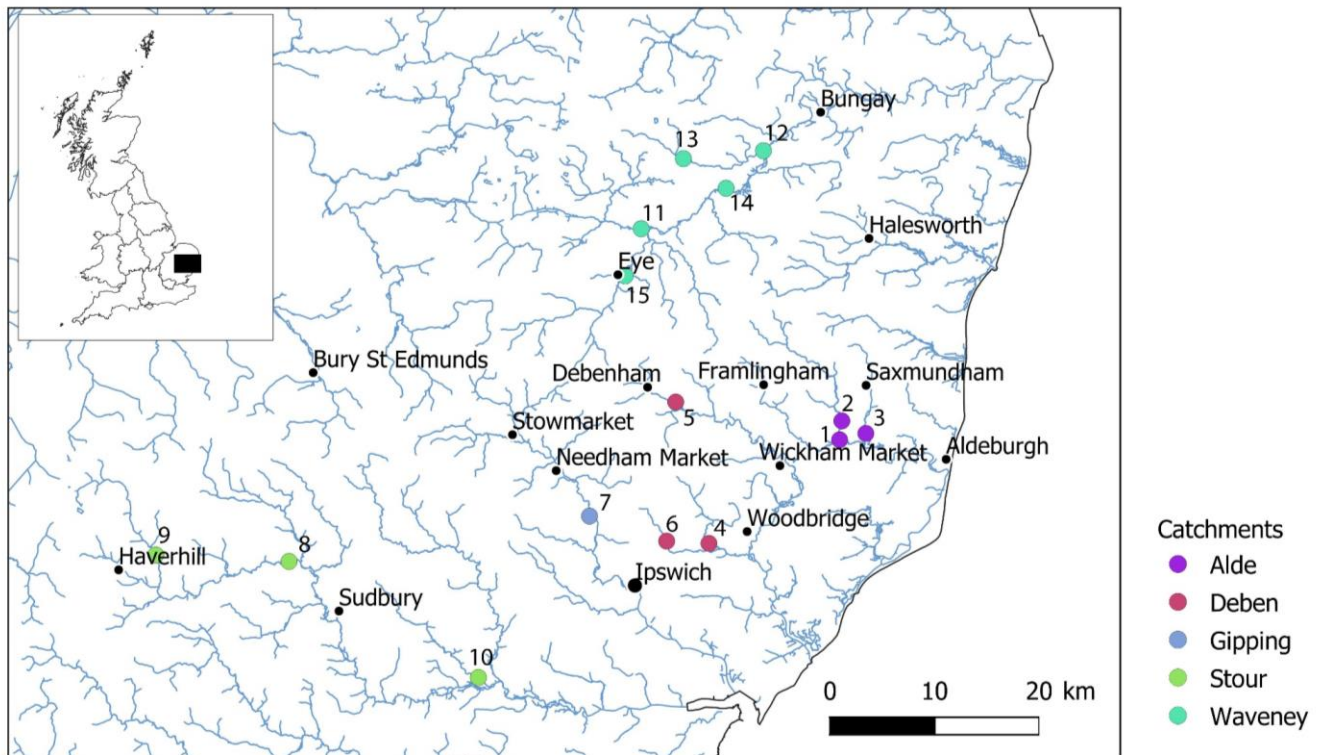 Bungay
12
13
14
11
Halesworth
Eye
15
Bury St Edmunds
Debenham
Framlingham
Saxmundham
2
3
5
1
Stowmarket
Wickham Market
Aldeburgh
Needham Market
7
6
4
Woodbridge
9
8
Haverhill
Ipswich
Sudbury
10
0 10 20 km
Catchments
Alde
Deben
Gipping
Stour
Waveney